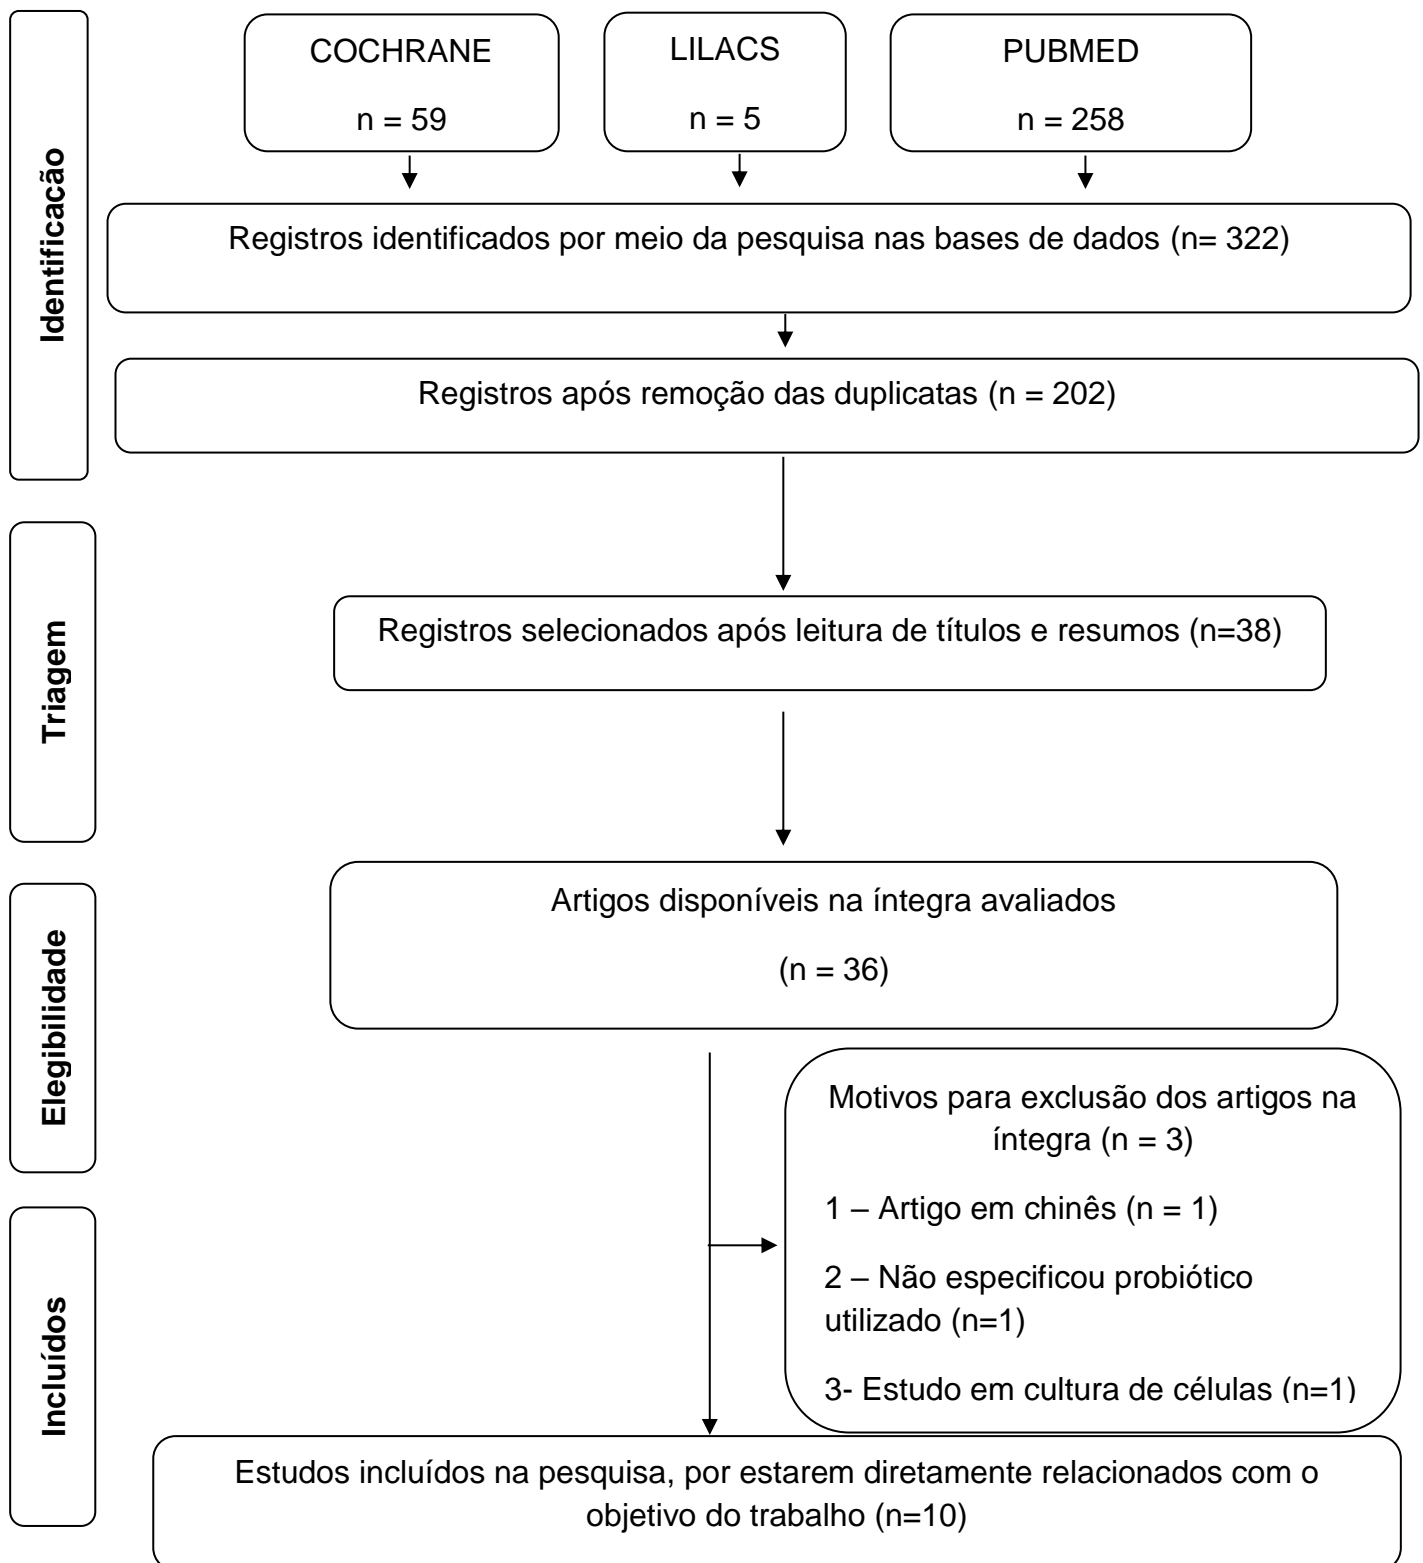 COCHRANE
n = 59
LILACS
n = 5
PUBMED
n = 258
Identificação
Registros identificados por meio da pesquisa nas bases de dados (n= 322)
Registros após remoção das duplicatas (n = 202)
Triagem
Registros selecionados após leitura de títulos e resumos (n=38)
Elegibilidade
Artigos disponíveis na íntegra avaliados
(n = 36)
Motivos para exclusão dos artigos na
íntegra (n = 3)
1 – Artigo em chinês (n = 1)
2 – Não especificou probiótico
utilizado (n=1)
3- Estudo em cultura de células (n=1)
Incluídos
Estudos incluídos na pesquisa, por estarem diretamente relacionados com o
objetivo do trabalho (n=10)